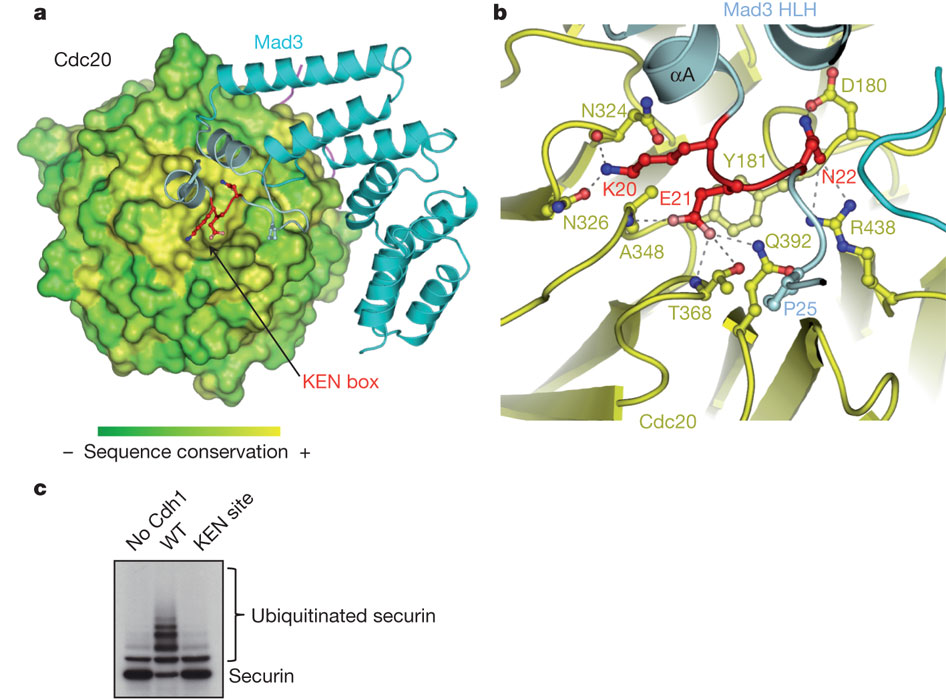 a
Cdc20
Mad3
KEN box
− Sequence conservation +
b
Mad3 HLH
αA
D180
N324
Y181
K20
E21
N22
N326
A348
Q392
R438
T368
P25
Cdc20
c
No Cdh1
WT
KEN site
Ubiquitinated securin
Securin